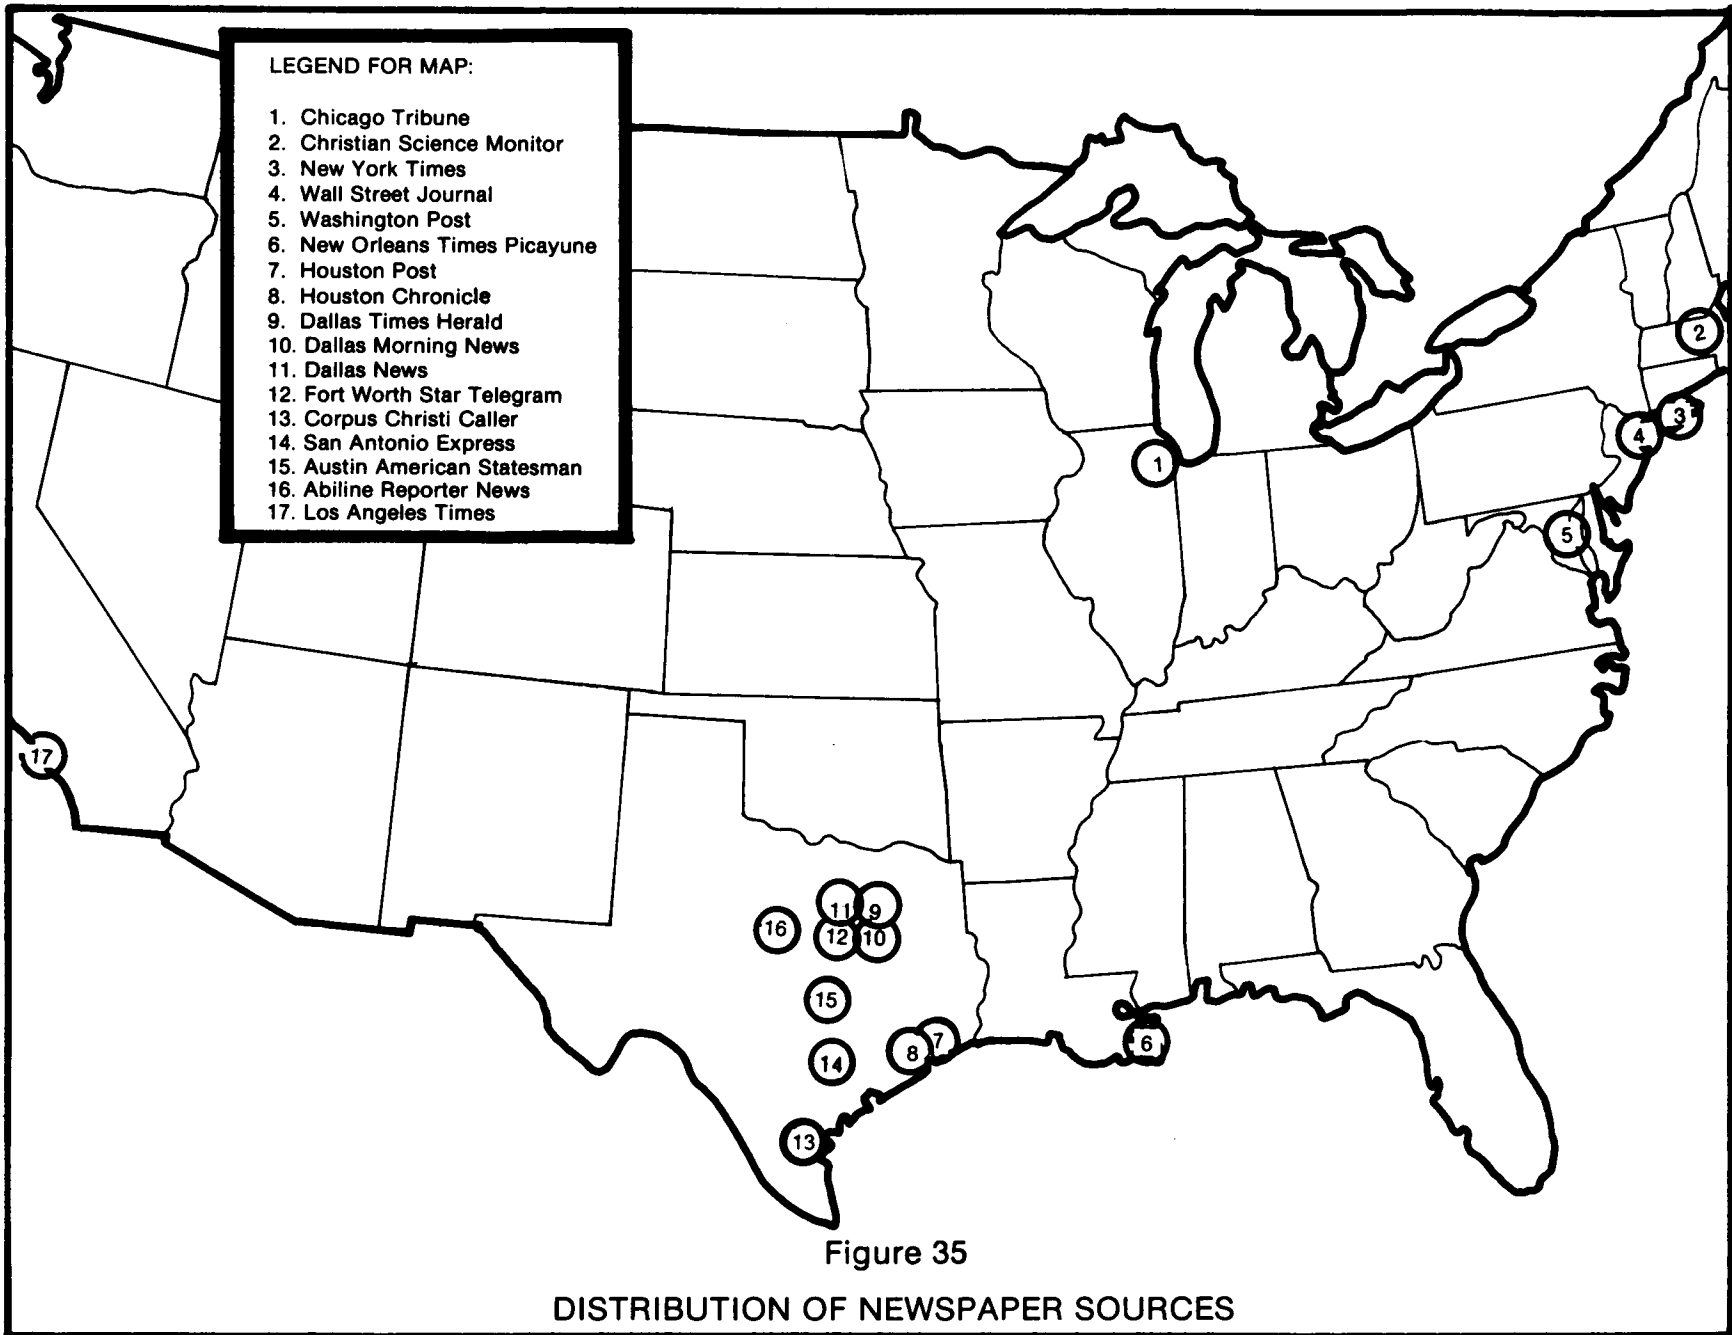 LEGEND FOR MAP:
1. Chicago Tribune
2. Christian Science Monitor
3. New York Times
4. Wall Street Journal
5. Washington Post
6. New Orleans Times Picayune
7. Houston Post
8. Houston Chronicle
9. Dallas Times Herald
10. Dallas Morning News
11. Dallas News
12. Fort Worth Star Telegram
13. Corpus Christi Caller
14. San Antonio Express
15. Austin American Statesman
16. Abiline Reporter News
17. Los Angeles Times
2
3
4
1
5
17
11
9
16
12
10
15
7
8
6
14
13
Figure 35
DISTRIBUTION OF NEWSPAPER SOURCES